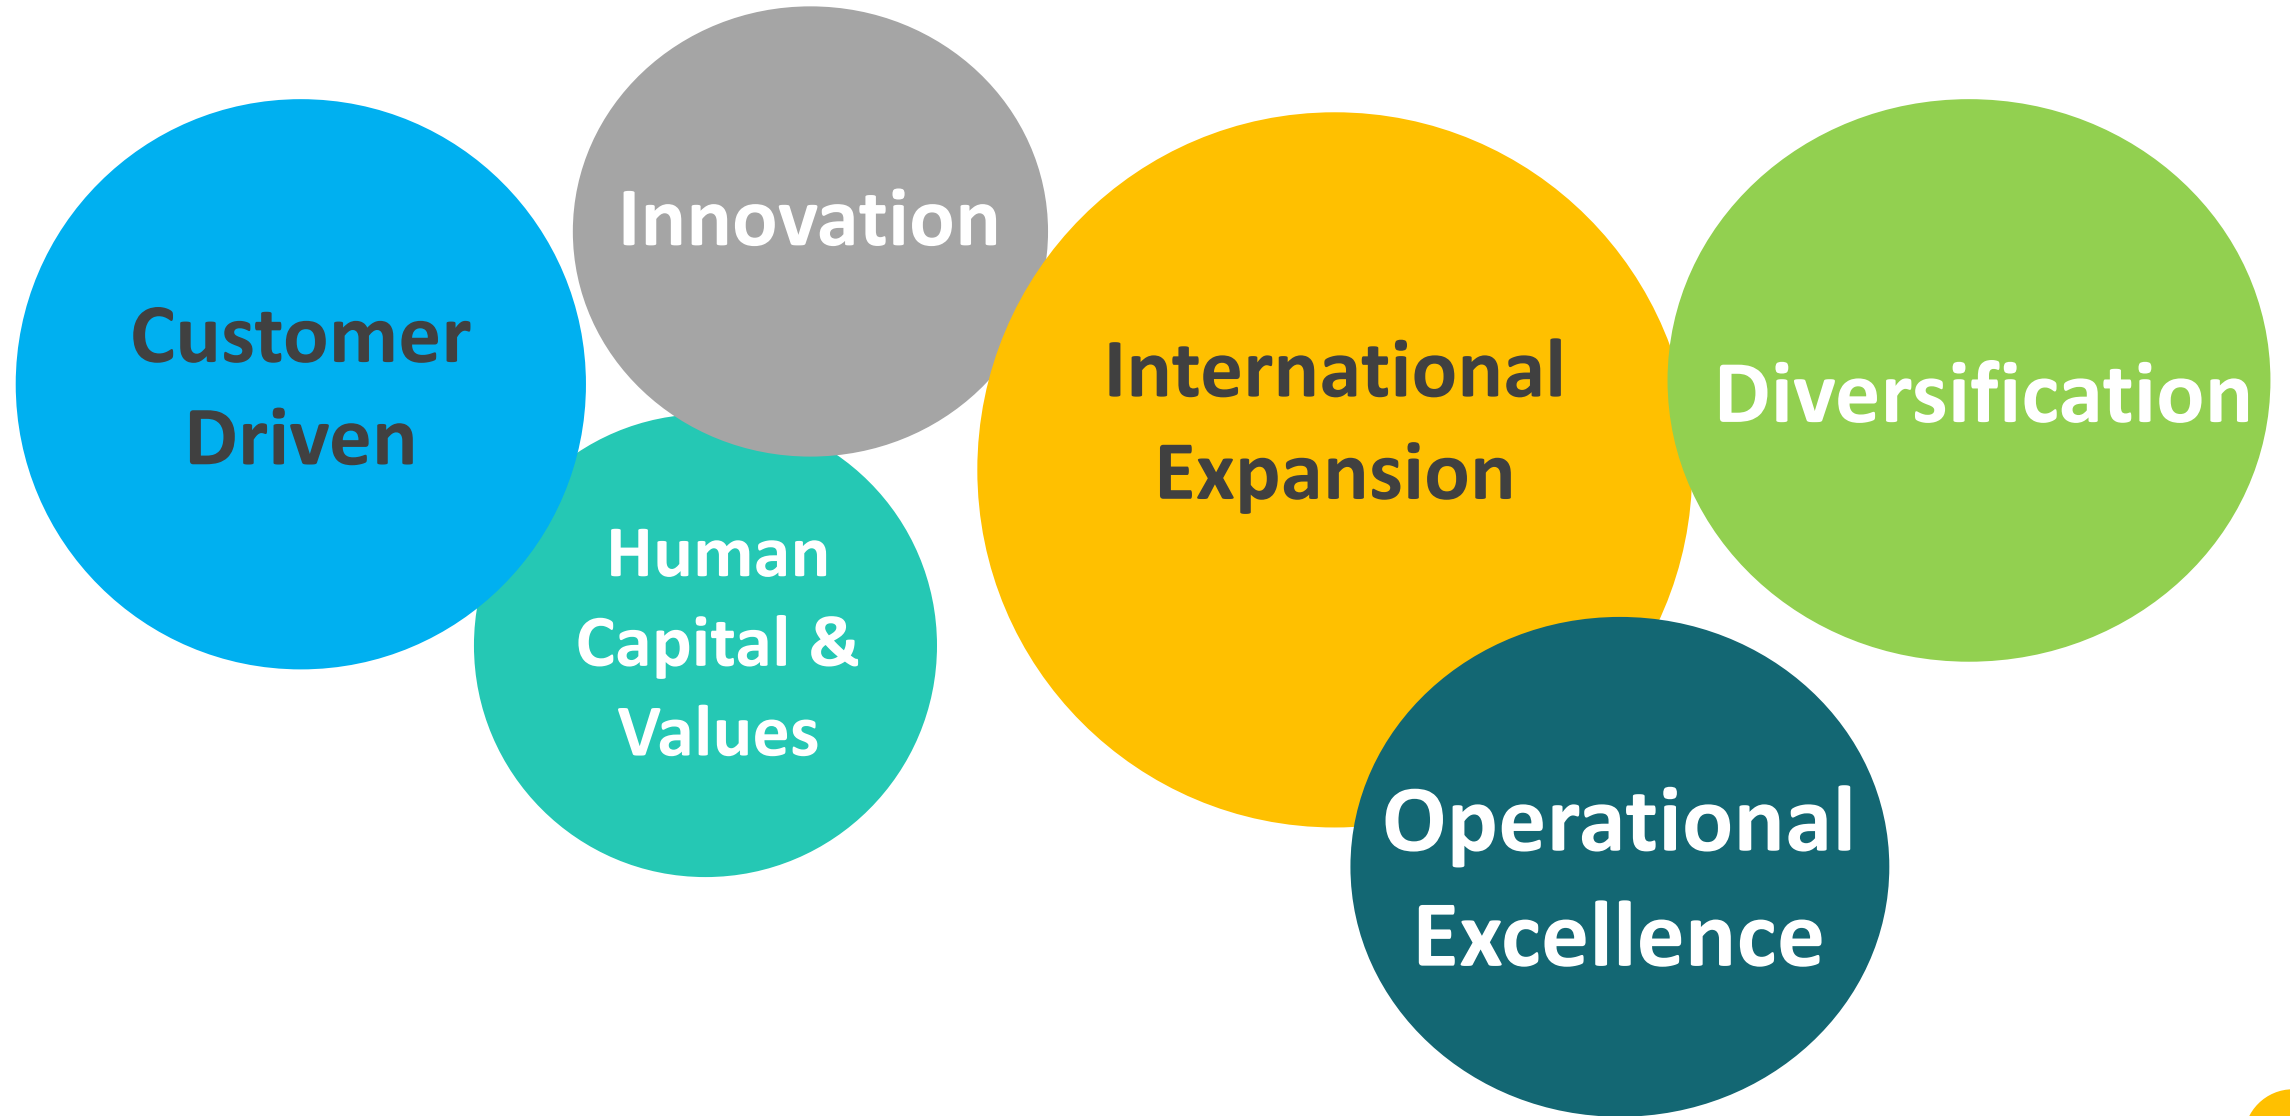 Customer
Driven
Innovation
Human
Capital &
Values
International
Expansion
Diversification
Operational
Excellence